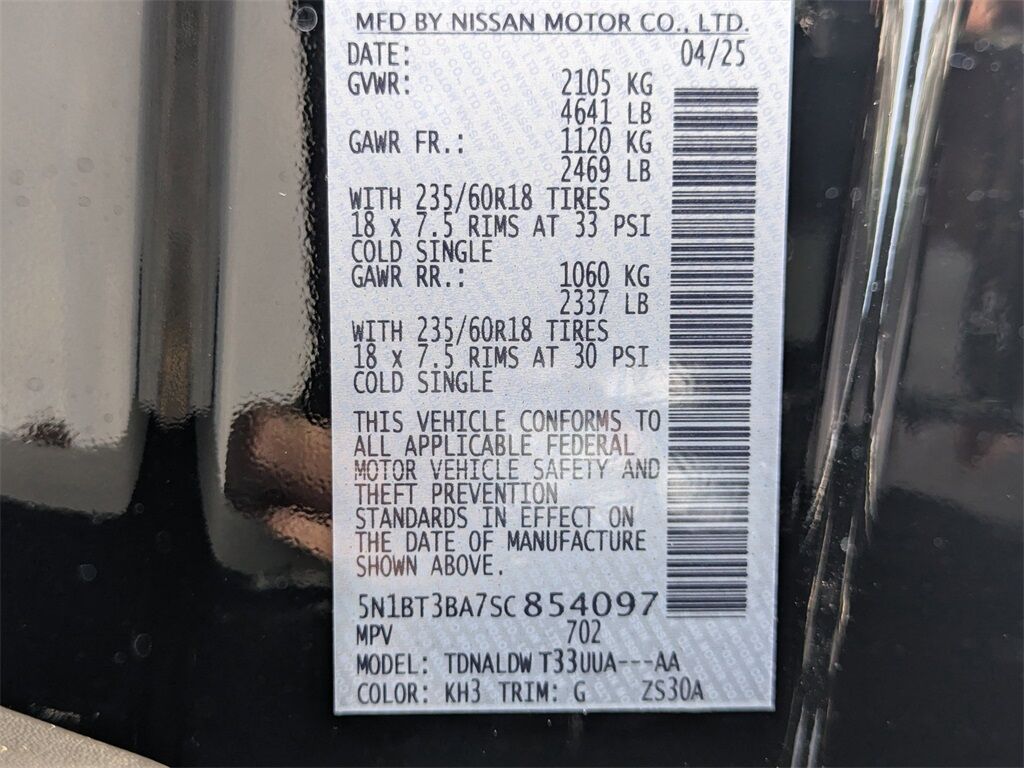 MFD BY NISSAN MOTOR CO., LTD.
DATE: 04/25
GVWR: 2105 KG
4641 LB
GAWR FR.: 1120 KG
2469 LB
WITH 235/60R18 TIRES
18 x 7.5 RIMS AT 33 PSI
COLD SINGLE
GAWR RR.: 1060 KG
2337 LB
WITH 235/60R18 TIRES
18 x 7.5 RIMS AT 30 PSI
COLD SINGLE
THIS VEHICLE CONFORMS TO
ALL APPLICABLE FEDERAL
MOTOR VEHICLE SAFETY AND
THEFT PREVENTION
STANDARDS IN EFFECT ON
THE DATE OF MANUFACTURE
SHOWN ABOVE.
5N1BT3BA7SC854097
MPV 702
MODEL: TDNALDW T33UUA---AA
COLOR: KH3 TRIM: G ZS30A